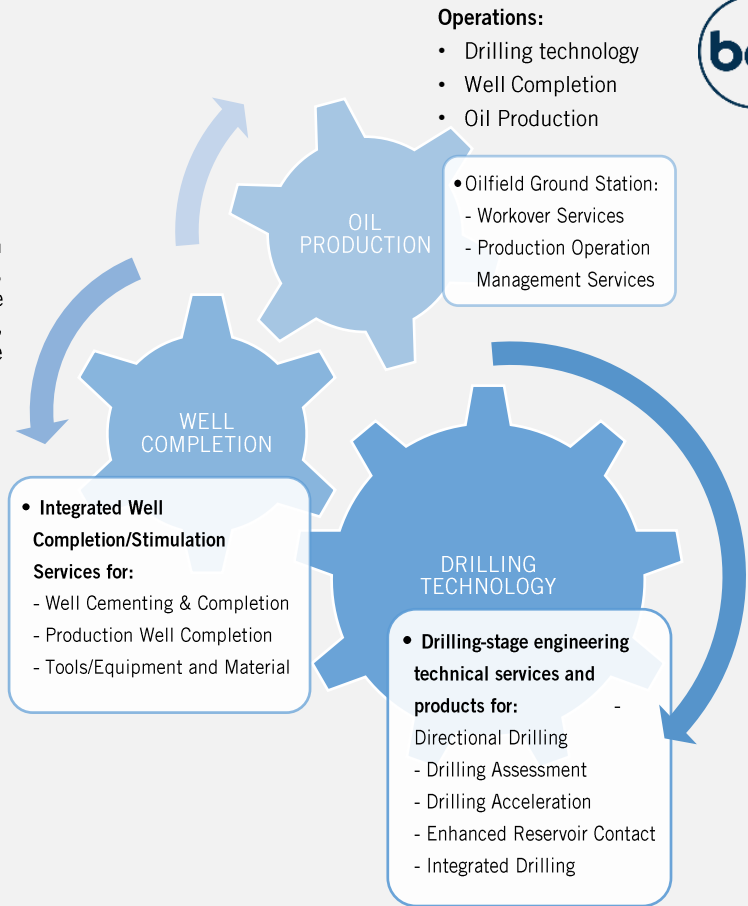 Operations:
• Drilling technology
• Well Completion
• Oil Production
OIL
PRODUCTION
• Oilfield Ground Station:
- Workover Services
- Production Operation
Management Services
WELL
COMPLETION
• Integrated Well
Completion/Stimulation
Services for:
- Well Cementing & Completion
- Production Well Completion
- Tools/Equipment and Material
DRILLING
TECHNOLOGY
• Drilling-stage engineering
technical services and
products for: -
Directional Drilling
- Drilling Assessment
- Drilling Acceleration
- Enhanced Reservoir Contact
- Integrated Drilling